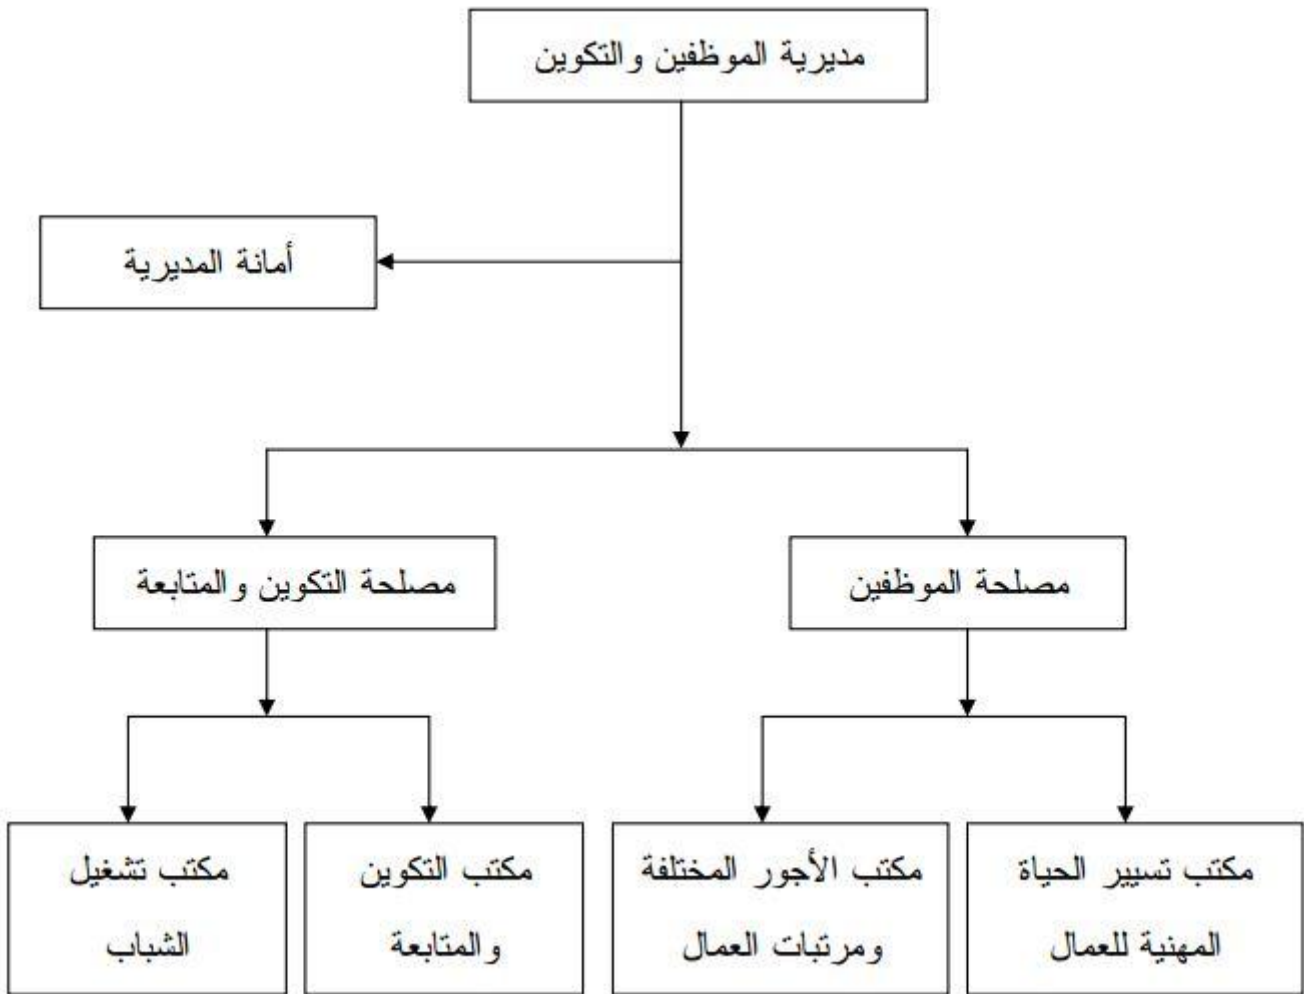 مديرية الموظفين والتكوين
أمانة المديرية
مصلحة الموظفين
مصلحة التكوين والمتابعة
مكتب تسيير الحياة
المهنية للعمال
مكتب الأجور المختلفة
ومرتبات العمال
مكتب التكوين
والمتابعة
مكتب تشغيل
الشباب